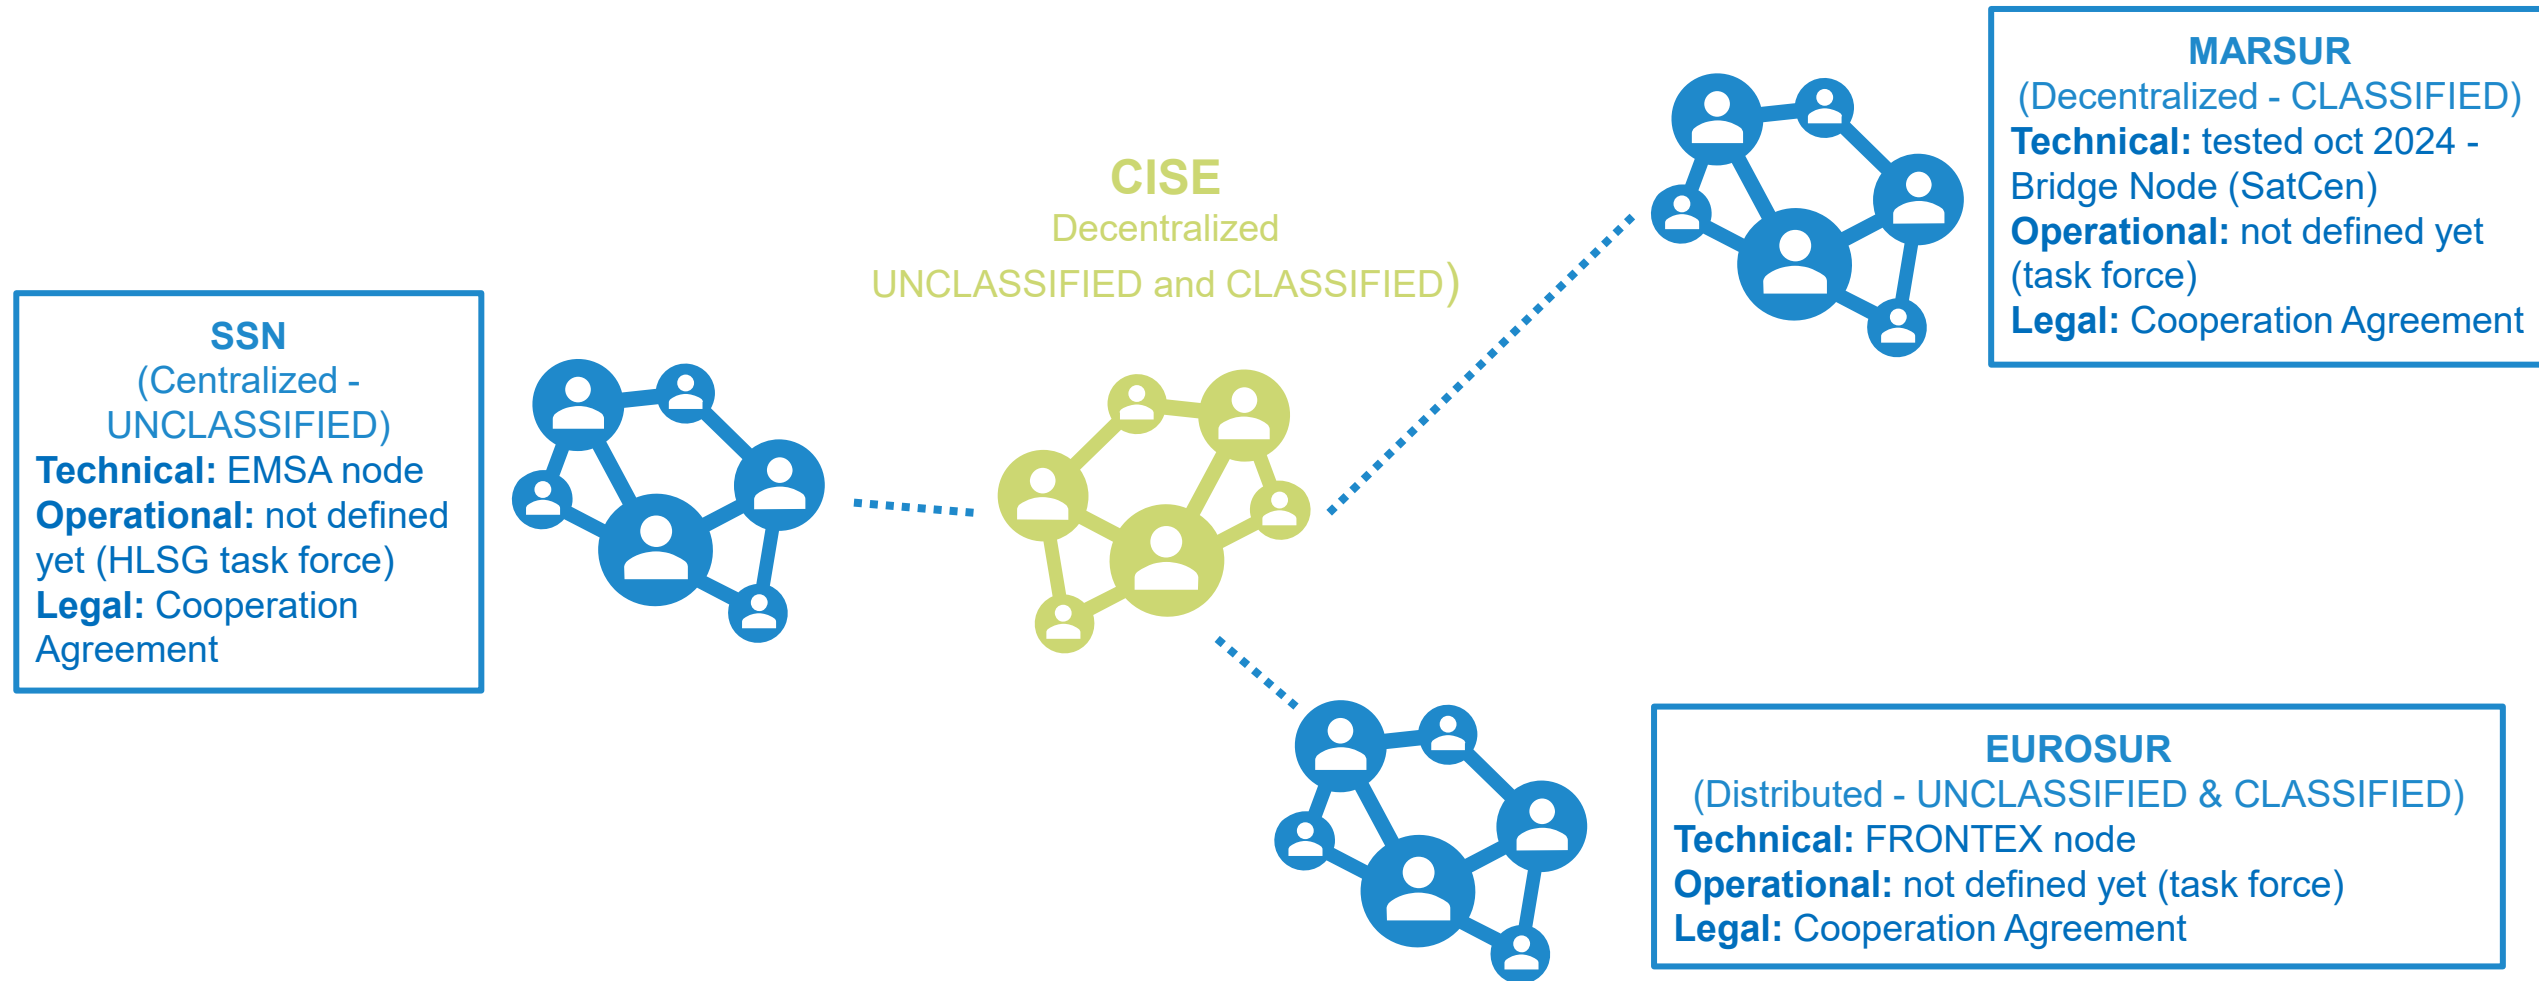 MARSUR
(Decentralized - CLASSIFIED)
Technical: tested oct 2024 -
Bridge Node (SatCen)
Operational: not defined yet
(task force)
Legal: Cooperation Agreement
CISE
Decentralized
UNCLASSIFIED and CLASSIFIED)
SSN
(Centralized -
UNCLASSIFIED)
Technical: EMSA node
Operational: not defined
yet (HLSG task force)
Legal: Cooperation
Agreement
EUROSUR
(Distributed - UNCLASSIFIED & CLASSIFIED)
Technical: FRONTEX node
Operational: not defined yet (task force)
Legal: Cooperation Agreement